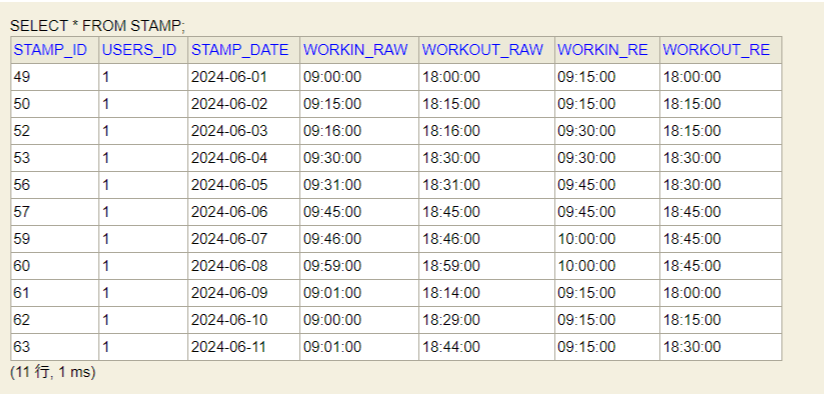 SELECT * FROM STAMP;
STAMP_ID USERS_ID STAMP_DATE WORKIN_RAW WORKOUT_RAW WORKIN_RE WORKOUT_RE
49 1 2024-06-01 09:00:00 18:00:00 09:15:00 18:00:00
50 1 2024-06-02 09:15:00 18:15:00 09:15:00 18:15:00
52 1 2024-06-03 09:16:00 18:16:00 09:30:00 18:15:00
53 1 2024-06-04 09:30:00 18:30:00 09:30:00 18:30:00
56 1 2024-06-05 09:31:00 18:31:00 09:45:00 18:30:00
57 1 2024-06-06 09:45:00 18:45:00 09:45:00 18:45:00
59 1 2024-06-07 09:46:00 18:46:00 10:00:00 18:45:00
60 1 2024-06-08 09:59:00 18:59:00 10:00:00 18:45:00
61 1 2024-06-09 09:01:00 18:14:00 09:15:00 18:00:00
62 1 2024-06-10 09:00:00 18:29:00 09:15:00 18:15:00
63 1 2024-06-11 09:01:00 18:44:00 09:15:00 18:30:00
(11 行, 1 ms)